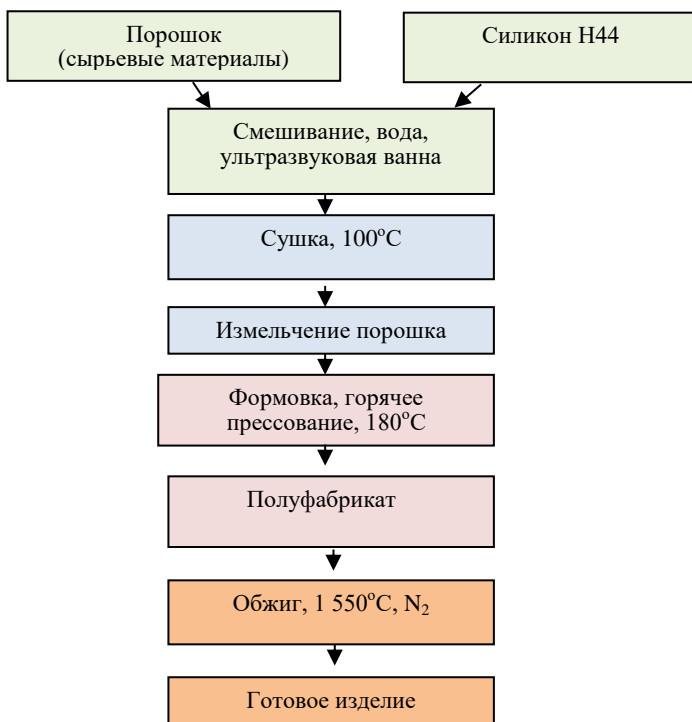 Порошок
(сырьевые материалы)
Силикон H44
Смешивание, вода,
ультразвуковая ванна
Сушка, 100°C
Измельчение порошка
Формовка, горячее
прессование, 180°C
Полуфабрикат
Обжиг, 1 550°C, N₂
Готовое изделие